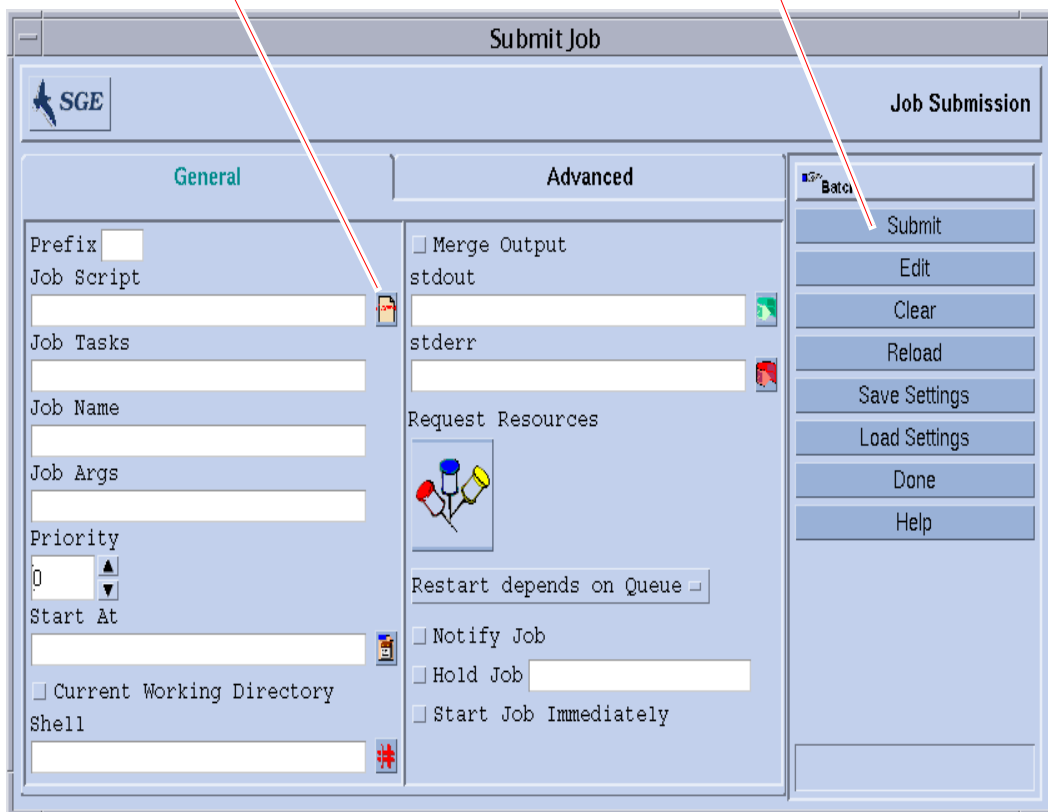 Submit Job
SGE
Job Submission
General
Advanced
Prefix
Job Script
Job Tasks
Job Name
Job Args
Priority
0
Start At
Current Working Directory
Shell
Merge Output
stdout
stderr
Request Resources
Restart depends on Queue
Notify Job
Hold Job
Start Job Immediately
Batch
Submit
Edit
Clear
Reload
Save Settings
Load Settings
Done
Help